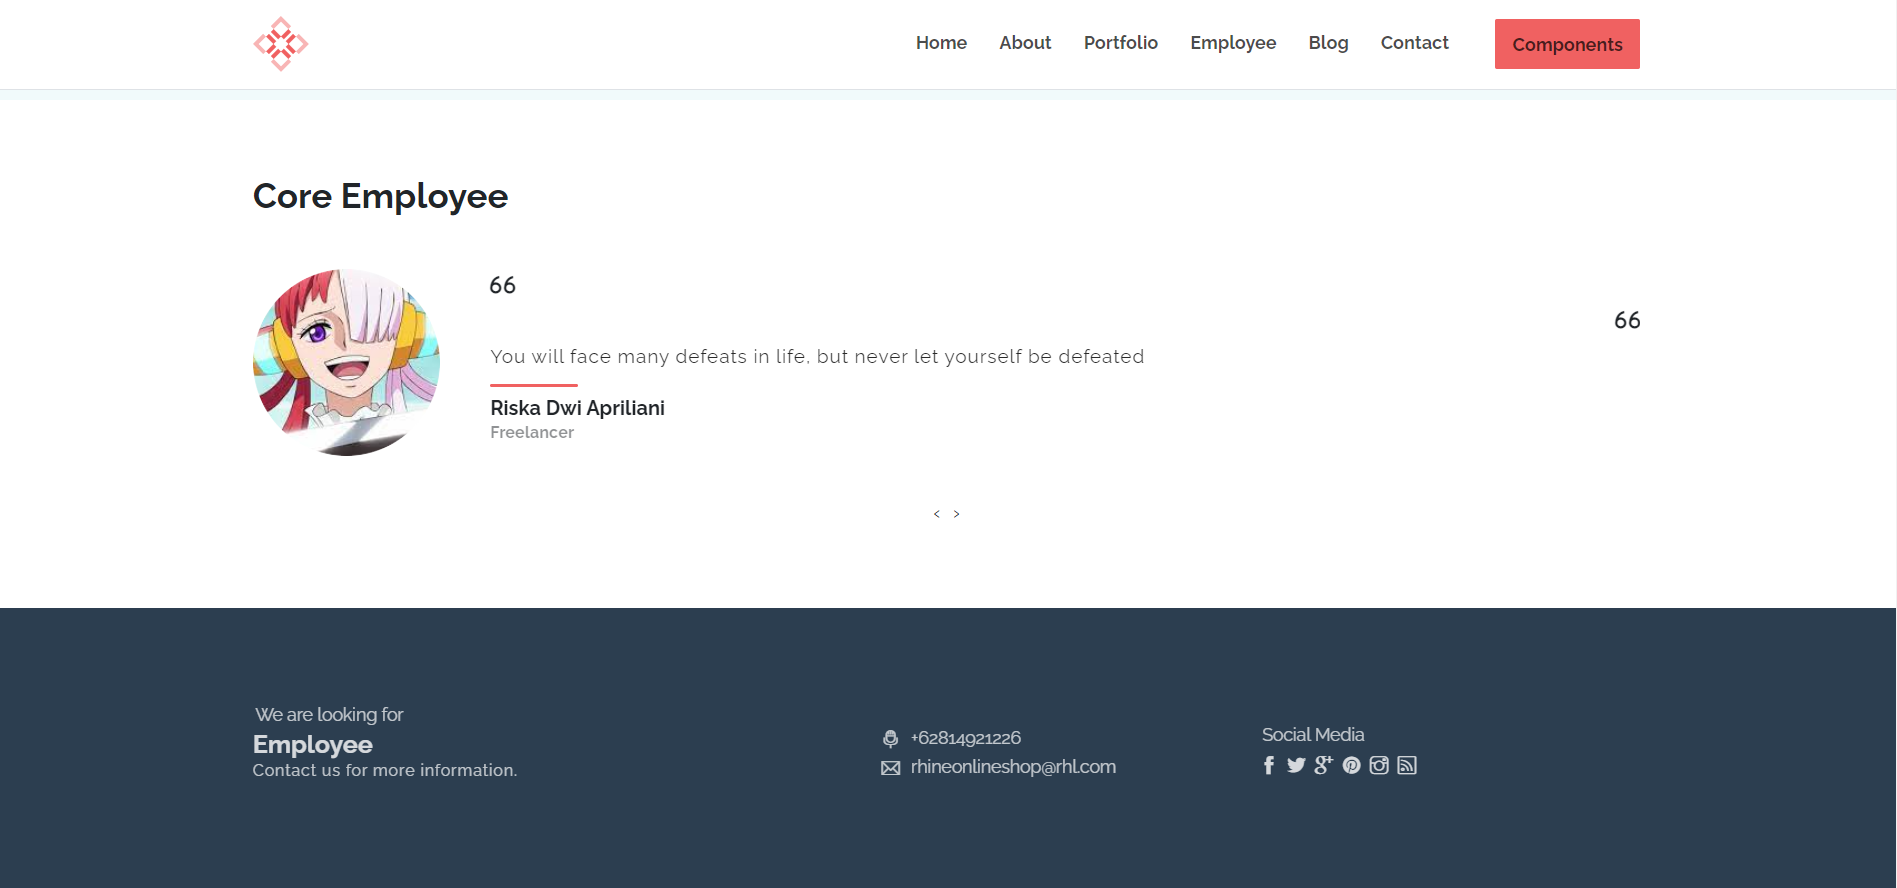 Home About Portfolio Employee Blog Contact Components
Core Employee
66
66
You will face many defeats in life, but never let yourself be defeated
Riska Dwi Apriliani
Freelancer
< >
We are looking for
Employee
Contact us for more information.
+62814921226
rhineonlineshop@rhl.com
Social Media